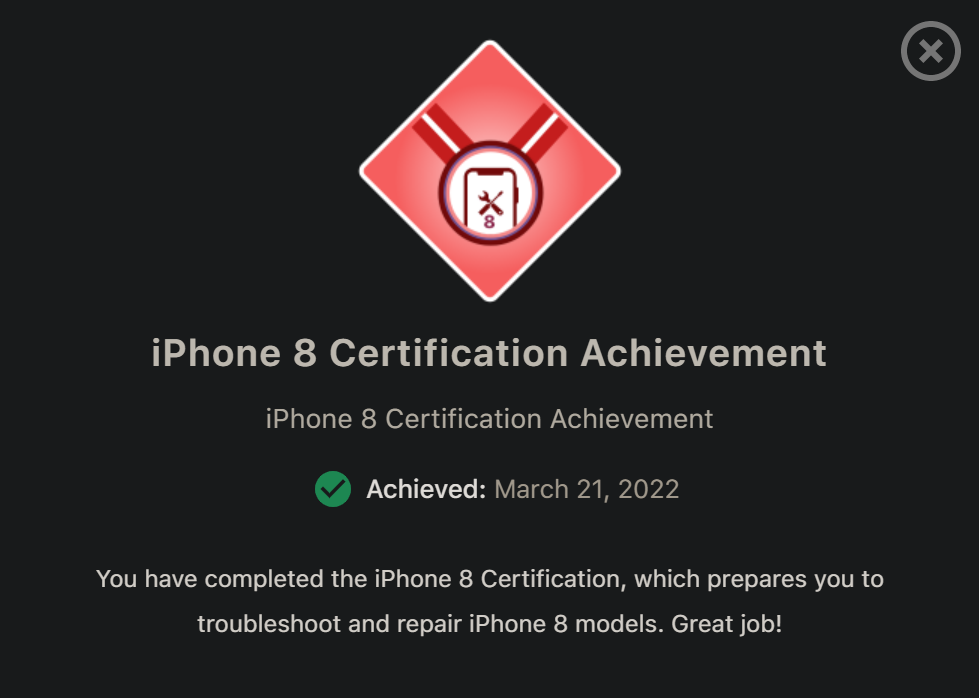 8
iPhone 8 Certification Achievement
iPhone 8 Certification Achievement
Achieved: March 21, 2022
You have completed the iPhone 8 Certification, which prepares you to
troubleshoot and repair iPhone 8 models. Great job!